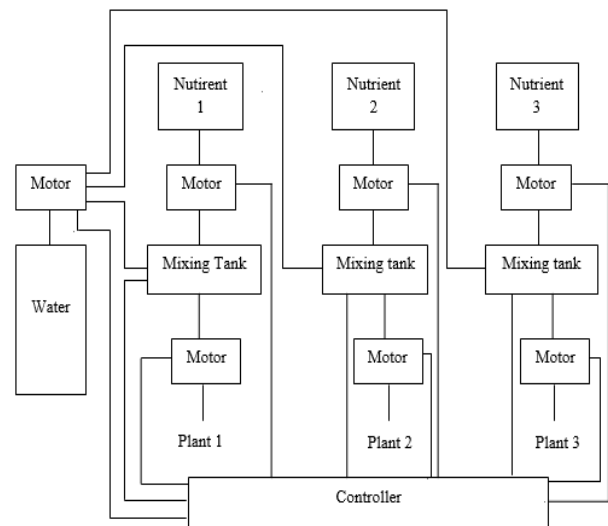 Nutirent
1
Nutrient
2
Nutrient
3
Motor
Motor
Motor
Motor
Mixing Tank
Mixing tank
Mixing tank
Water
Motor
Motor
Motor
Plant 1
Plant 2
Plant 3
Controller